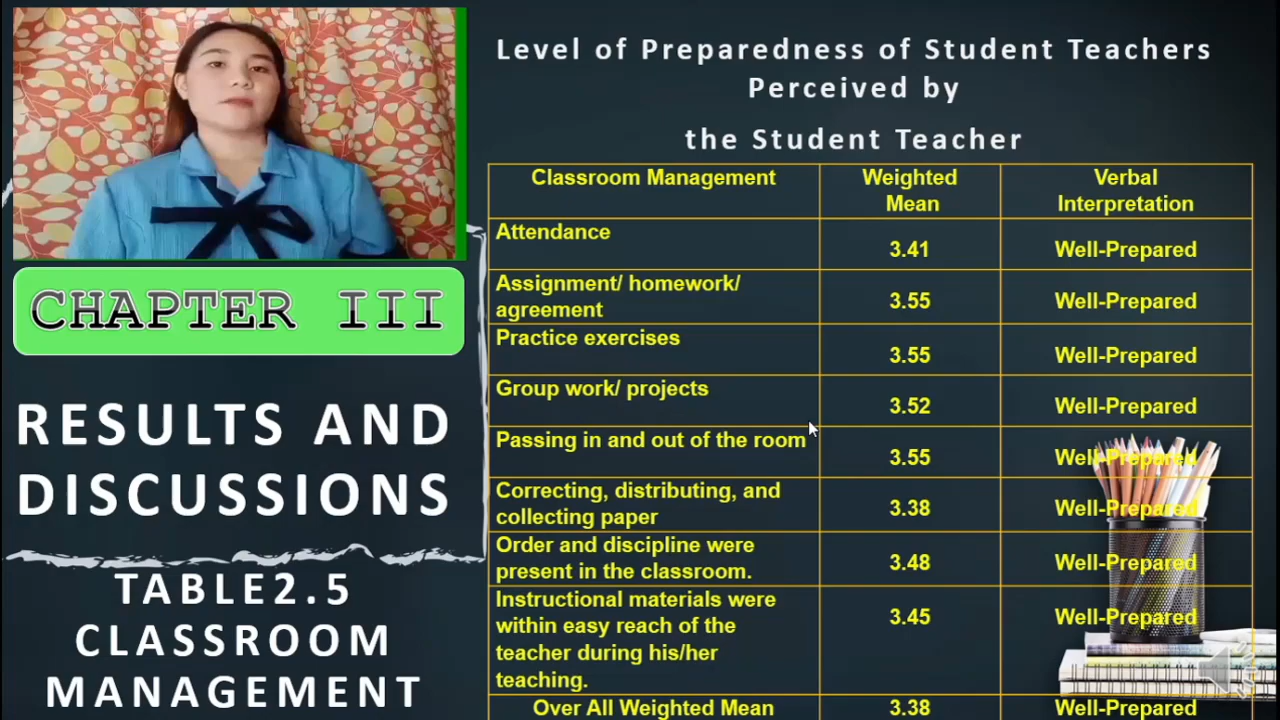 Level of Preparedness of Student Teachers
Perceived by
the Student Teacher
CHAPTER III
RESULTS AND
DISCUSSIONS
TABLE2.5
CLASSROOM
MANAGEMENT
Classroom Management Weighted Mean Verbal Interpretation
Attendance 3.41 Well-Prepared
Assignment/ homework/
agreement 3.55 Well-Prepared
Practice exercises 3.55 Well-Prepared
Group work/ projects 3.52 Well-Prepared
Passing in and out of the room 3.55 Well-Prepared
Correcting, distributing, and
collecting paper 3.38 Well-Prepared
Order and discipline were
present in the classroom. 3.48 Well-Prepared
Instructional materials were
within easy reach of the
teacher during his/her
teaching. 3.45 Well-Prepared
Over All Weighted Mean 3.38 Well-Prepared